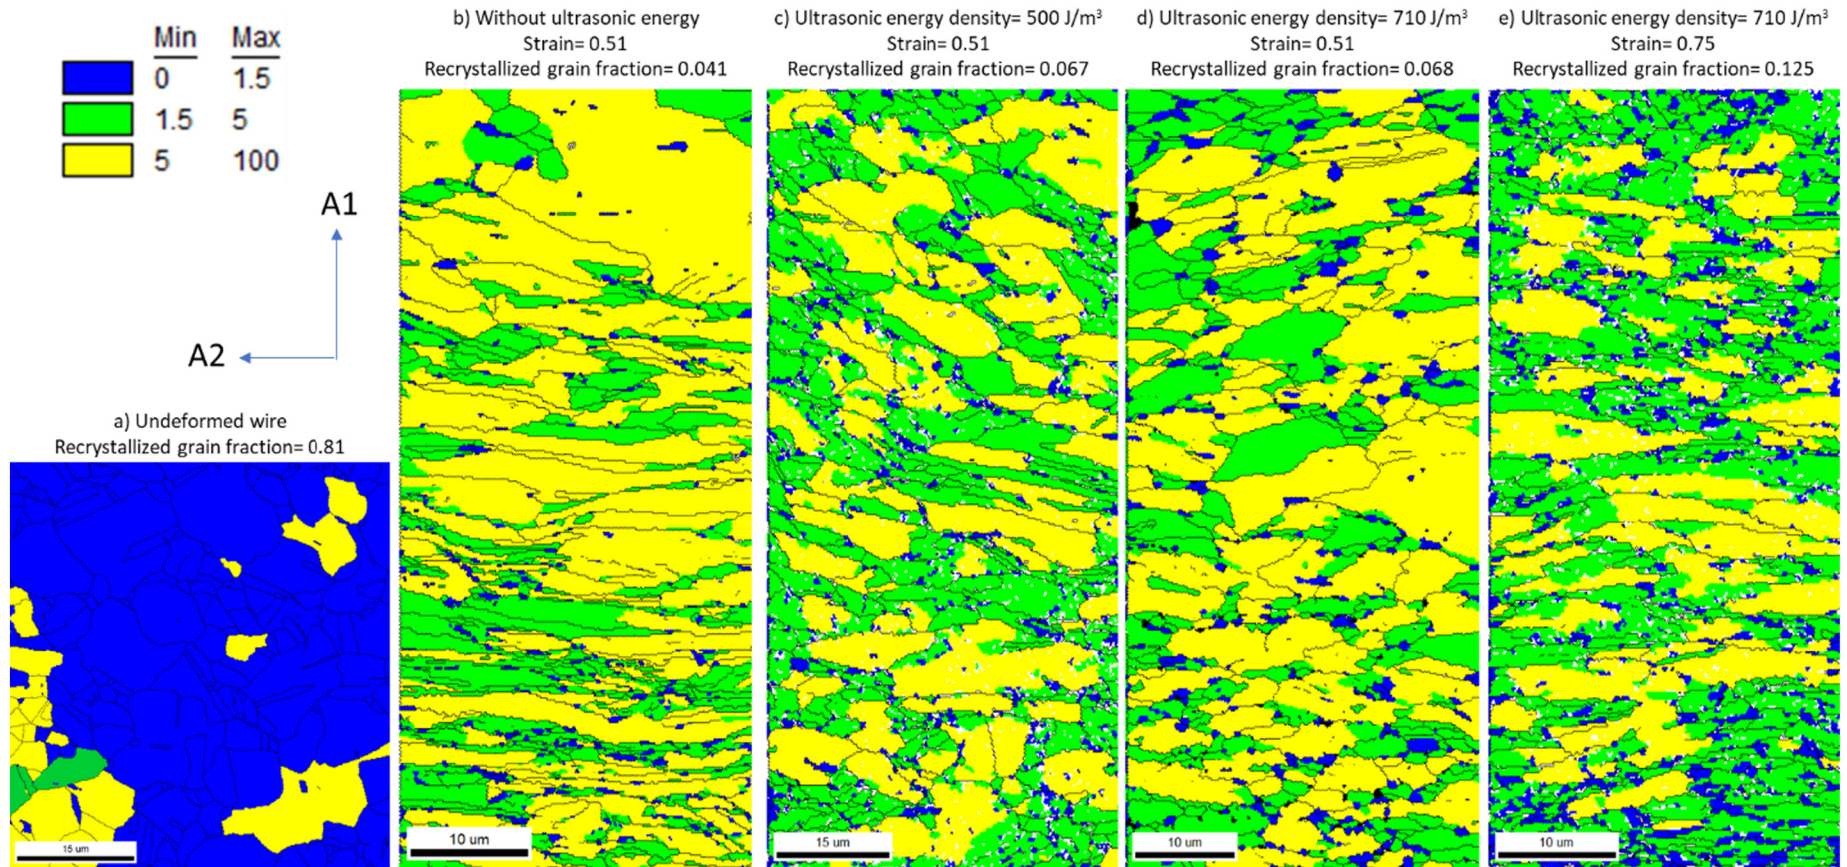 Min Max
0 1.5
1.5 5
5 100
A1
A2
a) Undeformed wire
Recrystallized grain fraction= 0.81
15 um
b) Without ultrasonic energy
Strain= 0.51
Recrystallized grain fraction= 0.041
10 um
c) Ultrasonic energy density= 500 J/m³
Strain= 0.51
Recrystallized grain fraction= 0.067
15 um
d) Ultrasonic energy density= 710 J/m³
Strain= 0.51
Recrystallized grain fraction= 0.068
10 um
e) Ultrasonic energy density= 710 J/m³
Strain= 0.75
Recrystallized grain fraction= 0.125
10 um